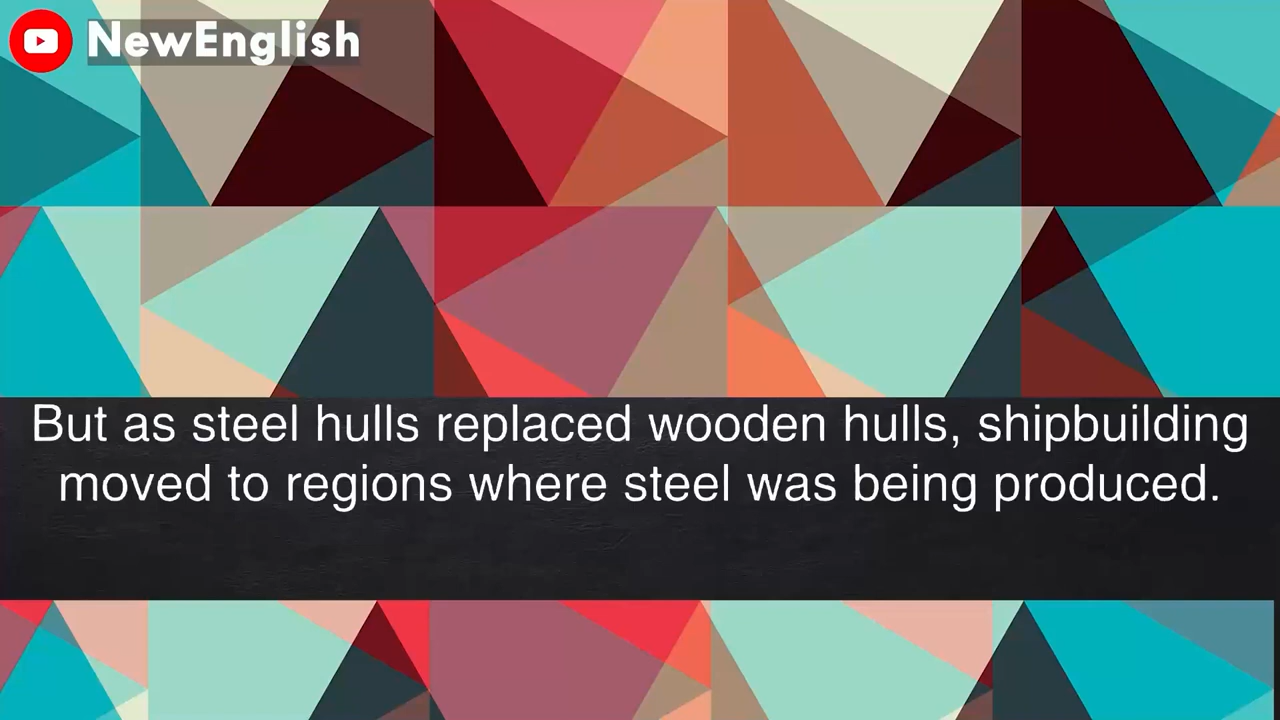 NewEnglish
But as steel hulls replaced wooden hulls, shipbuilding
moved to regions where steel was being produced.